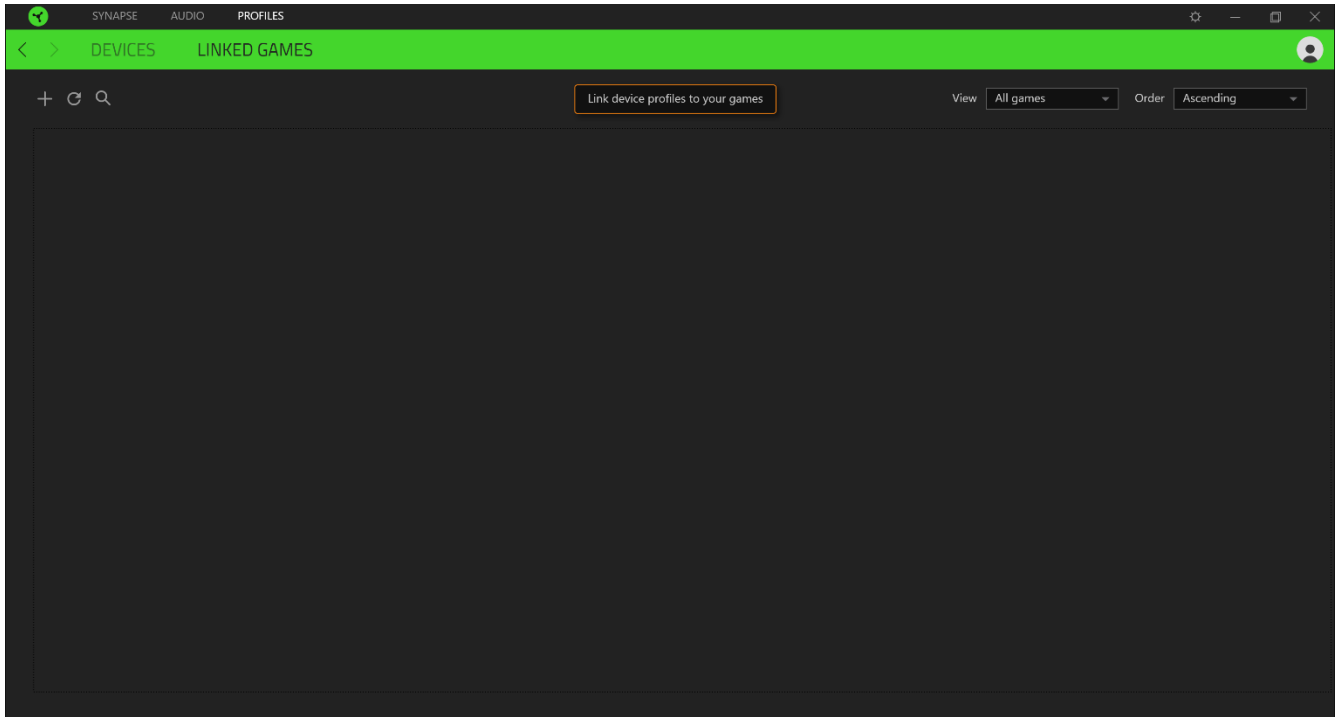 SYNAPSE AUDIO PROFILES
DEVICES LINKED GAMES
Link device profiles to your games View All games Order Ascending